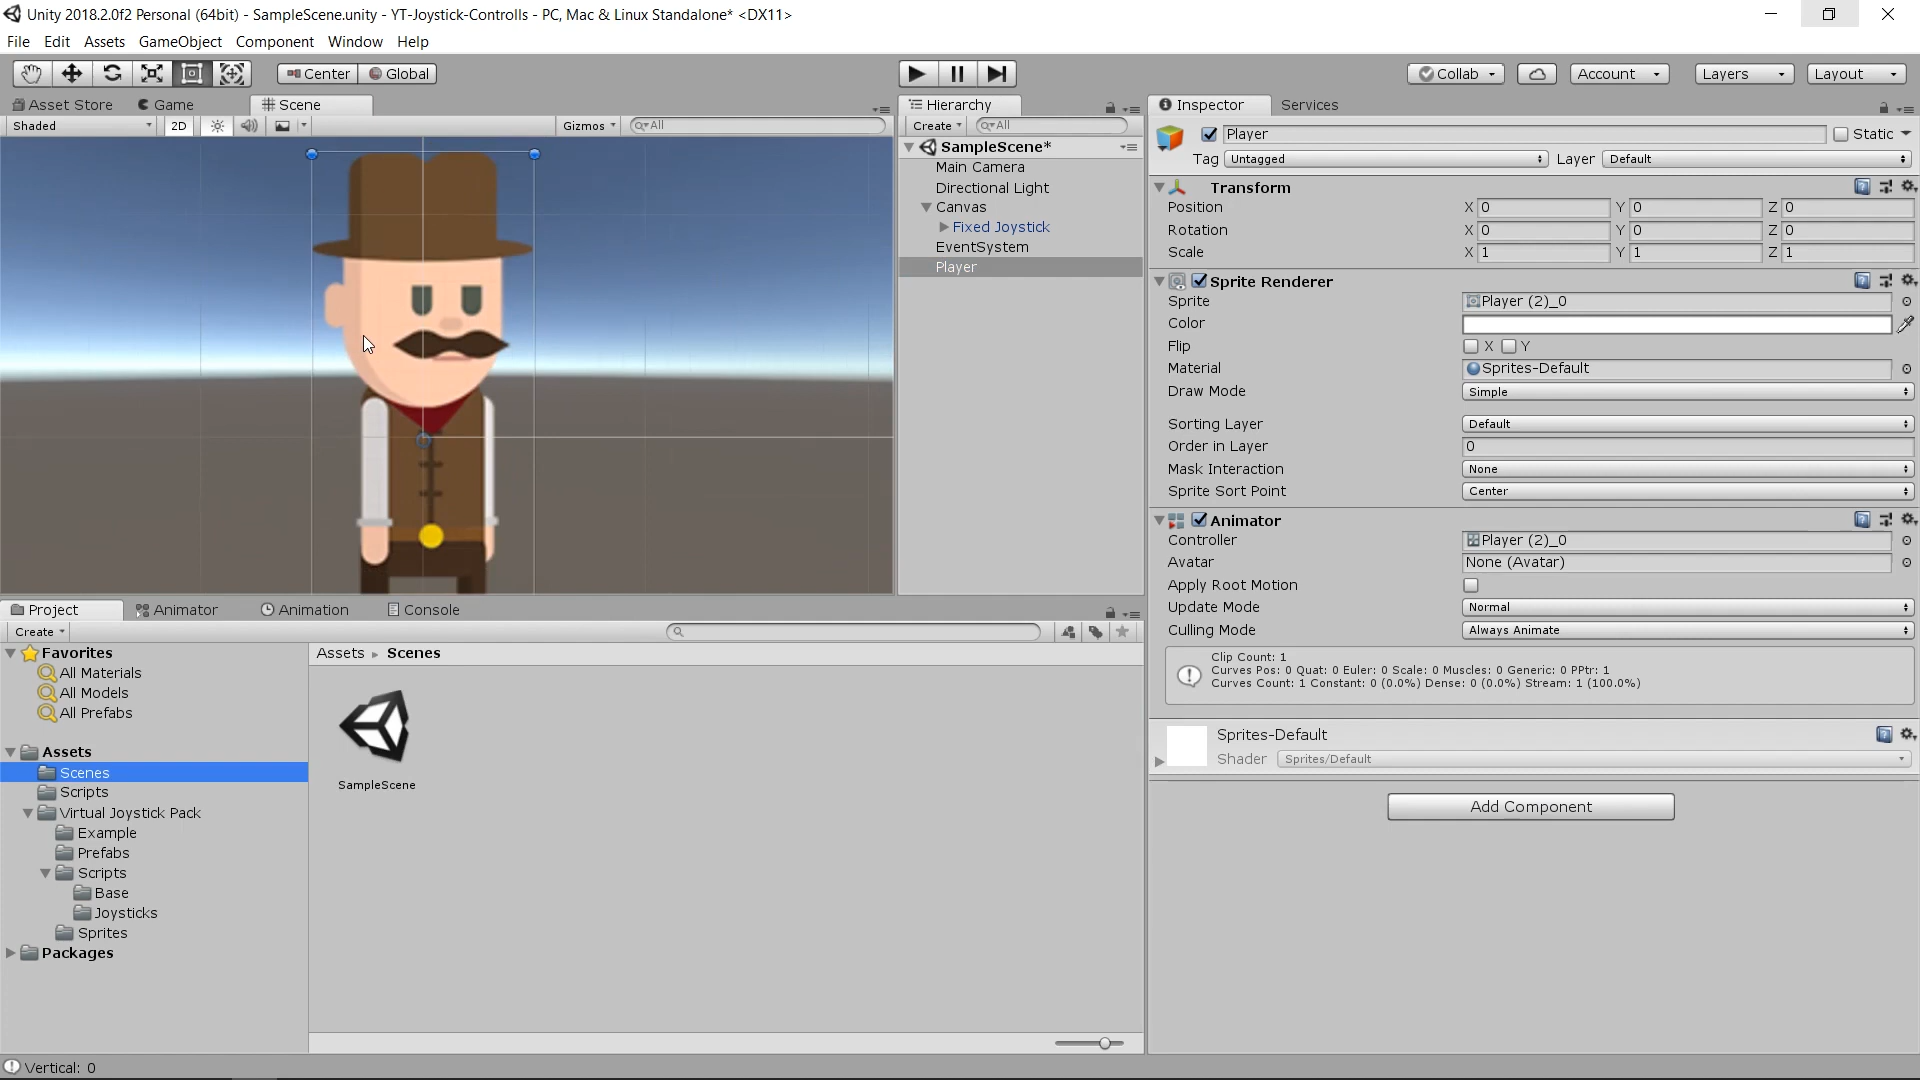 Unity 2018.2.0f2 Personal (64bit) - SampleScene.unity - YT-Joystick-Controlls - PC, Mac & Linux Standalone* <DX11>
File Edit Assets GameObject Component Window Help
Center Global Collab Account Layers Layout
Asset Store Game Scene
Shaded 2D Gizmos All
Hierarchy
Create All
SampleScene*
Main Camera
Directional Light
Canvas
Fixed Joystick
EventSystem
Player
Inspector Services
Player Static
Tag Untagged Layer Default
Transform
Position X 0 Y 0 Z 0
Rotation X 0 Y 0 Z 0
Scale X 1 Y 1 Z 1
Sprite Renderer
Sprite Player (2)_0
Color
Flip X Y
Material Sprites-Default
Draw Mode Simple
Sorting Layer Default
Order in Layer 0
Mask Interaction None
Sprite Sort Point Center
Animator
Controller Player (2)_0
Avatar None (Avatar)
Apply Root Motion
Update Mode Normal
Culling Mode Always Animate
Clip Count: 1
Curves Pos: 0 Quat: 0 Euler: 0 Scale: 0 Muscles: 0 Generic: 0 PPtr: 1
Curves Count: 1 Constant: 0 (0.0%) Dense: 0 (0.0%) Stream: 1 (100.0%)
Sprites-Default
Shader Sprites/Default
Add Component
Project Animator Animation Console
Create
Favorites
All Materials
All Models
All Prefabs
Assets
Scenes
Scripts
Virtual Joystick Pack
Example
Prefabs
Scripts
Base
Joysticks
Sprites
Packages
Assets Scenes
SampleScene
Vertical: 0